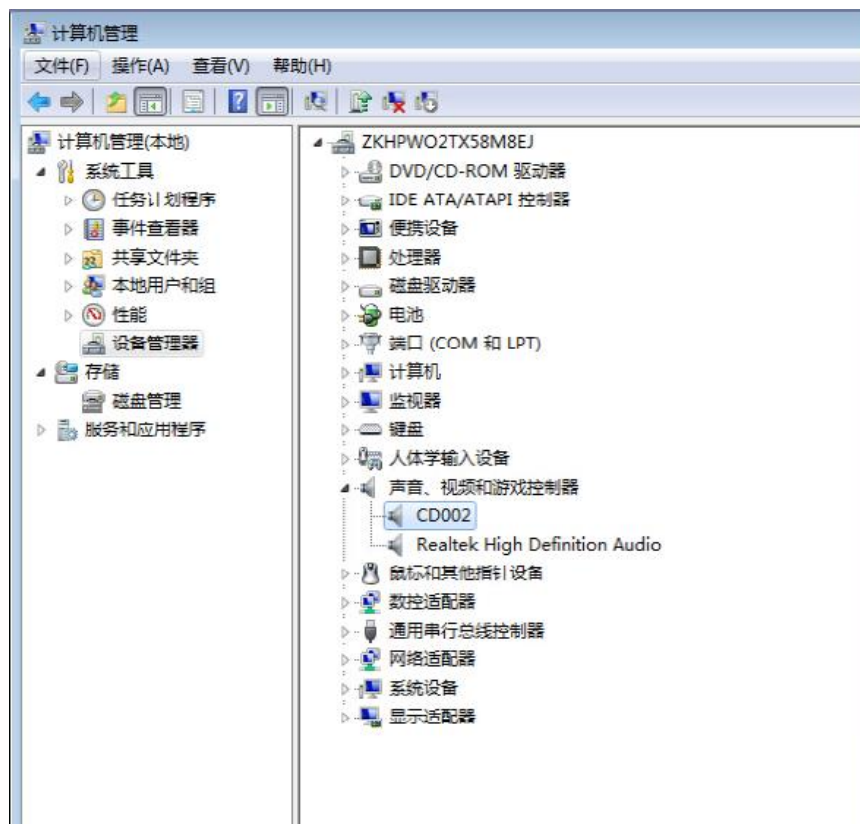 计算机管理
文件(F) 操作(A) 查看(V) 帮助(H)
计算机管理(本地)
系统工具
任务计划程序
事件查看器
共享文件夹
本地用户和组
性能
设备管理器
存储
磁盘管理
服务和应用程序
ZKHPWO2TX58M8EJ
DVD/CD-ROM 驱动器
IDE ATA/ATAPI 控制器
便携设备
处理器
磁盘驱动器
电池
端口 (COM 和 LPT)
计算机
监视器
键盘
人体学输入设备
声音、视频和游戏控制器
CD002
Realtek High Definition Audio
鼠标和其他指针设备
数控适配器
通用串行总线控制器
网络适配器
系统设备
显示适配器